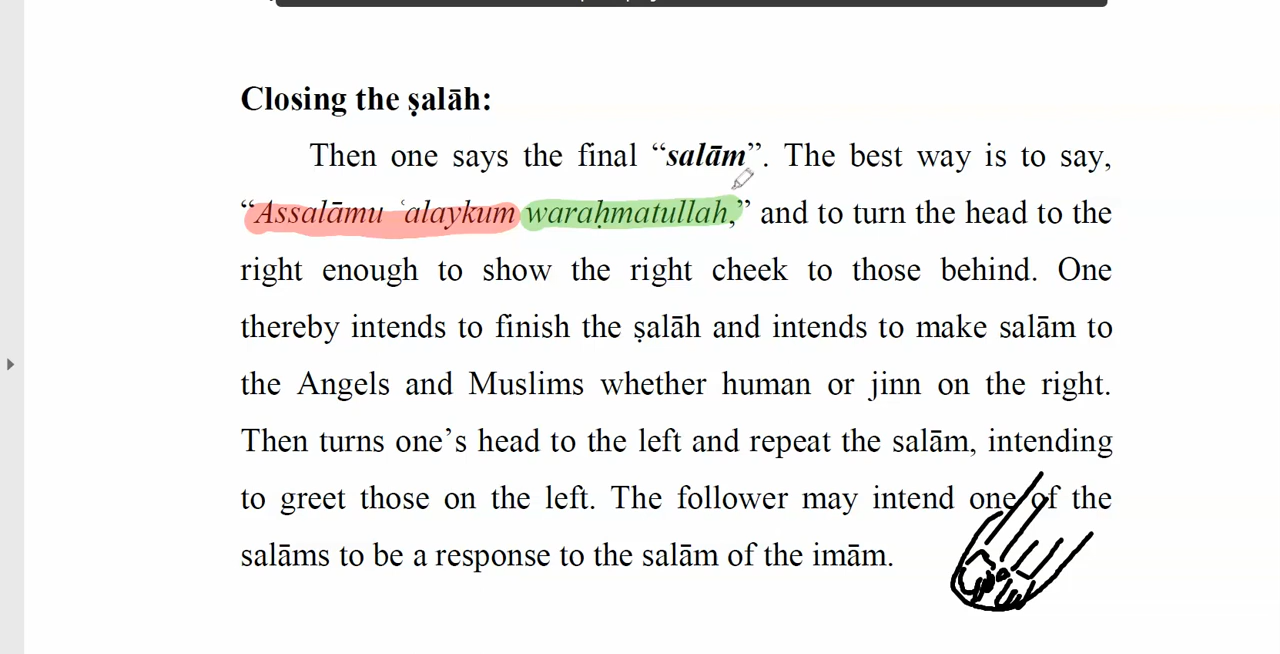 Closing the ṣalāh:
Then one says the final “salām”. The best way is to say,
“Assalāmu ʿalaykum waraḥmatullah,” and to turn the head to the
right enough to show the right cheek to those behind. One
thereby intends to finish the ṣalāh and intends to make salām to
the Angels and Muslims whether human or jinn on the right.
Then turns one’s head to the left and repeat the salām, intending
to greet those on the left. The follower may intend one of the
salāms to be a response to the salām of the imām.